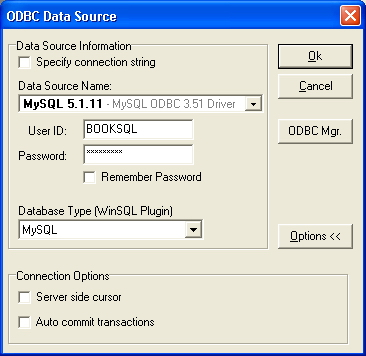 ODBC Data Source
Data Source Information
Specify connection string
Ok
Data Source Name:
Cancel
MySQL 5.1.11 - MySQL ODBC 3.51 Driver
User ID: BOOKSQL
ODBC Mgr.
Password: *********
Remember Password
Database Type (WinSQL Plugin)
MySQL
Options <<
Connection Options
Server side cursor
Auto commit transactions